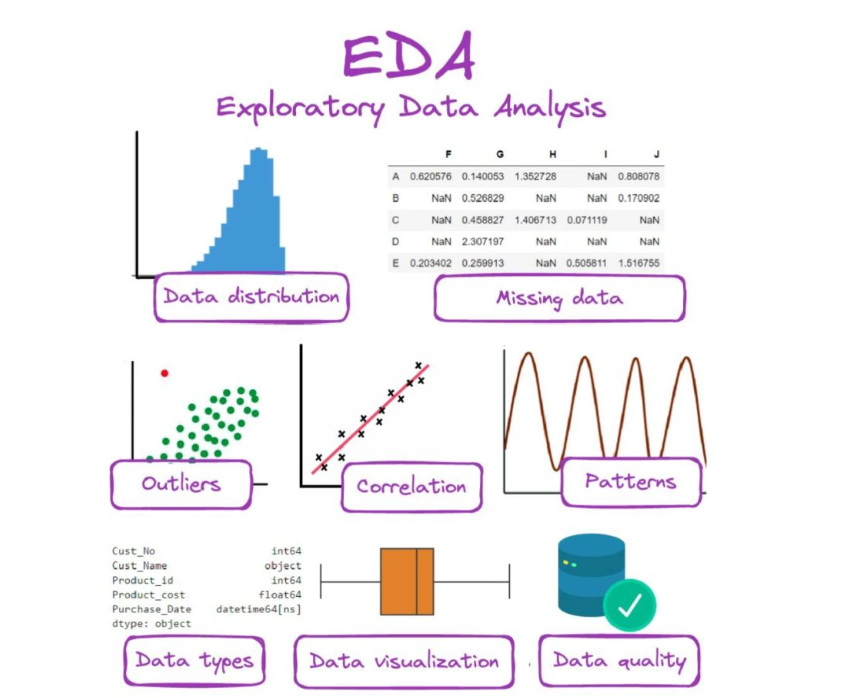 EDA
Exploratory Data Analysis
F G H I J
A 0.620576 0.140053 1.352728 NaN 0.808078
B NaN 0.526829 NaN NaN 0.170902
C NaN 0.458827 1.406713 0.071119 NaN
D NaN 2.307197 NaN NaN NaN
E 0.203402 0.259913 NaN 0.505811 1.516755
Data distribution
Missing data
Outliers
Correlation
Patterns
Cust_No int64
Cust_Name object
Product_id int64
Product_cost float64
Purchase_Date datetime64[ns]
dtype: object
Data types
Data visualization
Data quality